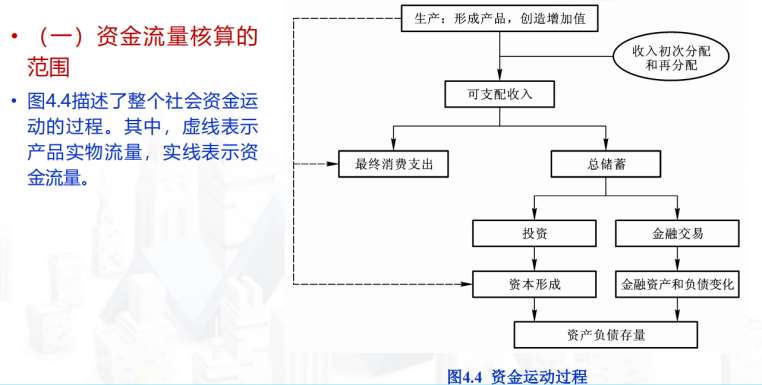 • （一）资金流量核算的
范围
• 图4.4描述了整个社会资金运
动的过程。其中，虚线表示
产品实物流量，实线表示资
金流量。
生产：形成产品，创造增加值
收入初次分配
和再分配
可支配收入
最终消费支出
总储蓄
投资
金融交易
资本形成
金融资产和负债变化
资产负债存量
图4.4 资金运动过程